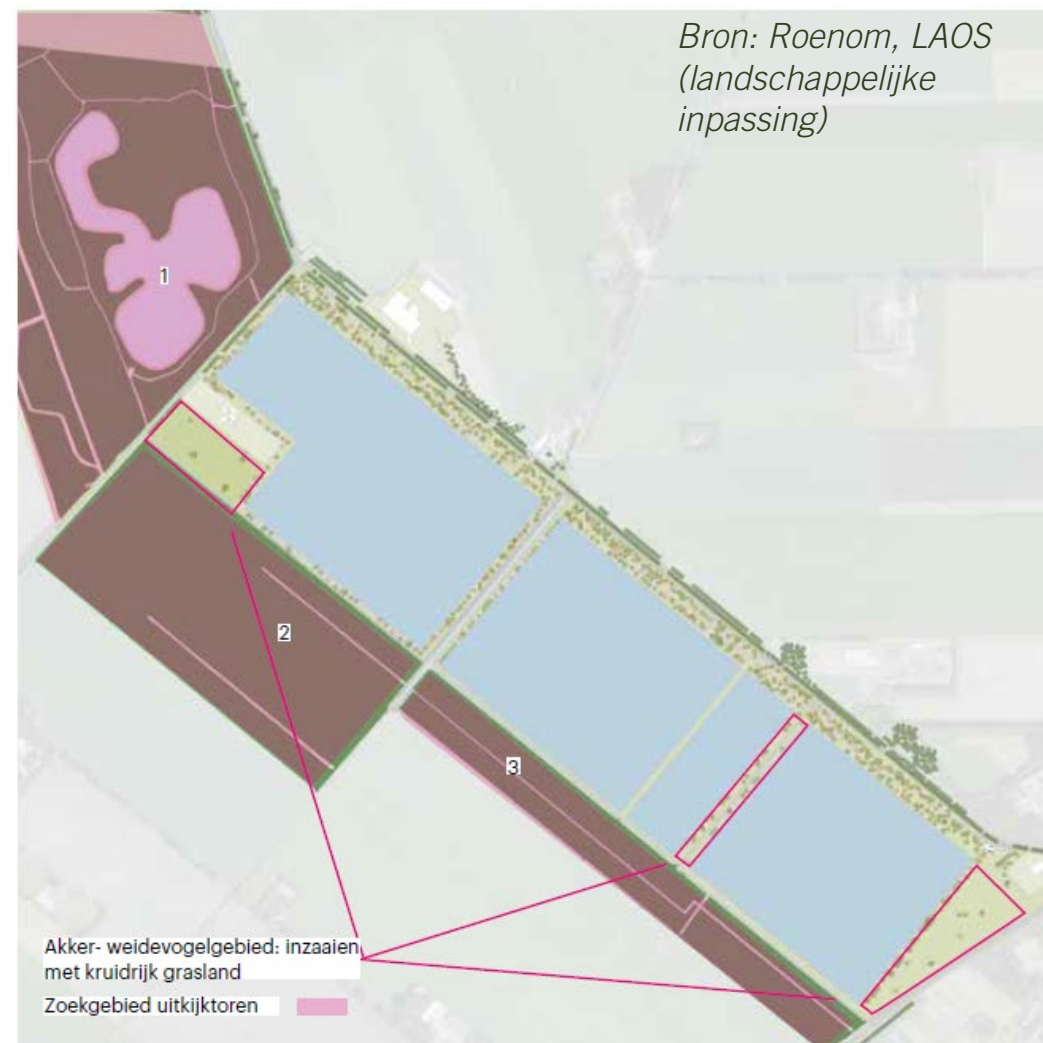 Bron: Roenom, LAOS
(landschappelijke
inpassing)
1
2
3
Akker- weidevogelgebied: inzaaien
met kruidrijk grasland
Zoekgebied uitkijktoren